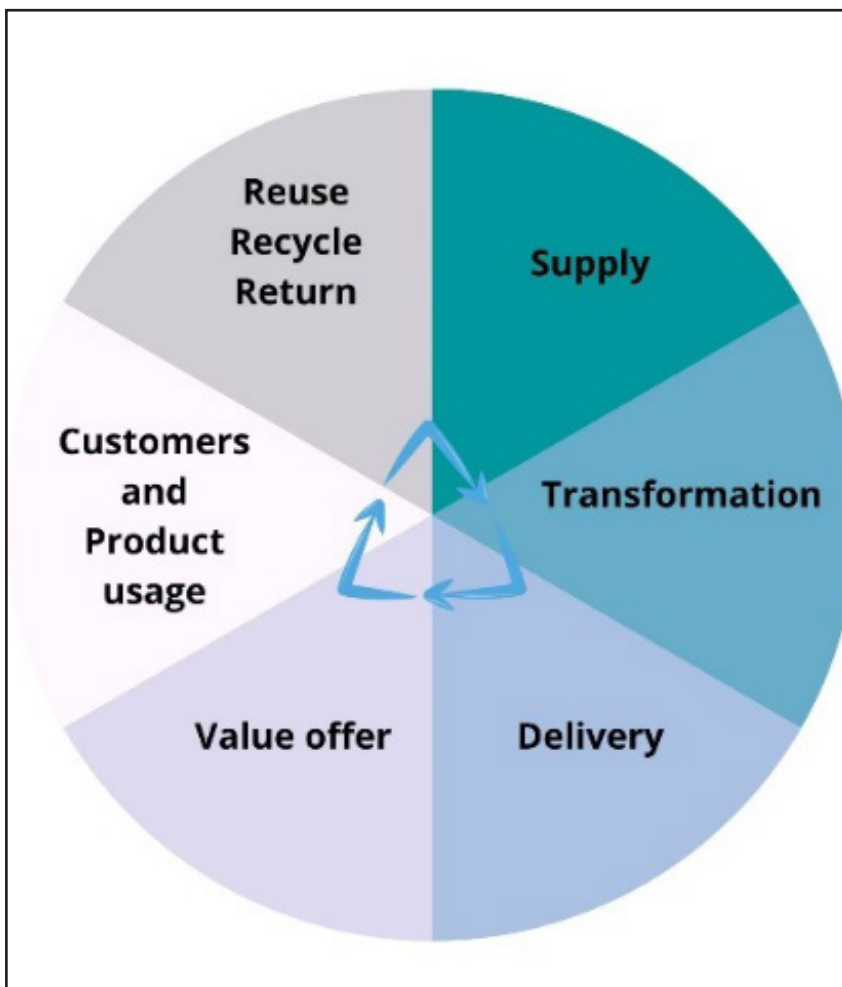 Reuse
Recycle
Return
Supply
Transformation
Delivery
Value offer
Customers
and
Product
usage